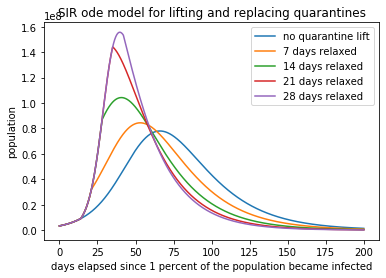 SIR ode model for lifting and replacing quarantines
1e8
no quarantine lift
7 days relaxed
14 days relaxed
21 days relaxed
28 days relaxed
1.6
1.4
1.2
1.0
0.8
0.6
0.4
0.2
0.0
population
0 25 50 75 100 125 150 175 200
days elapsed since 1 percent of the population became infected